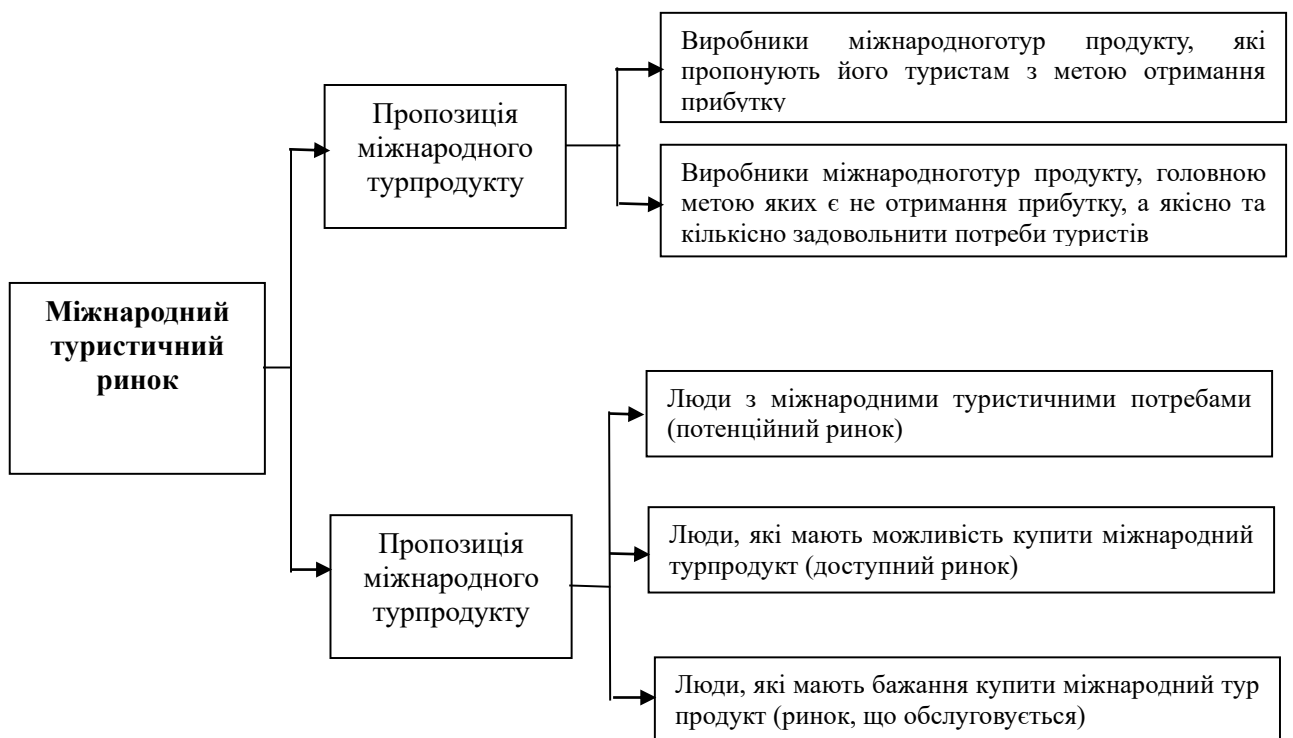 Виробники міжнародноготур продукту, які
пропонують його туристам з метою отримання
прибутку
Пропозиція
міжнародного
турпродукту
Виробники міжнародноготур продукту, головною
метою яких є не отримання прибутку, а якісно та
кількісно задовольнити потреби туристів
Міжнародний
туристичний
ринок
Люди з міжнародними туристичними потребами
(потенційний ринок)
Пропозиція
міжнародного
турпродукту
Люди, які мають можливість купити міжнародний
турпродукт (доступний ринок)
Люди, які мають бажання купити міжнародний тур
продукт (ринок, що обслуговується)